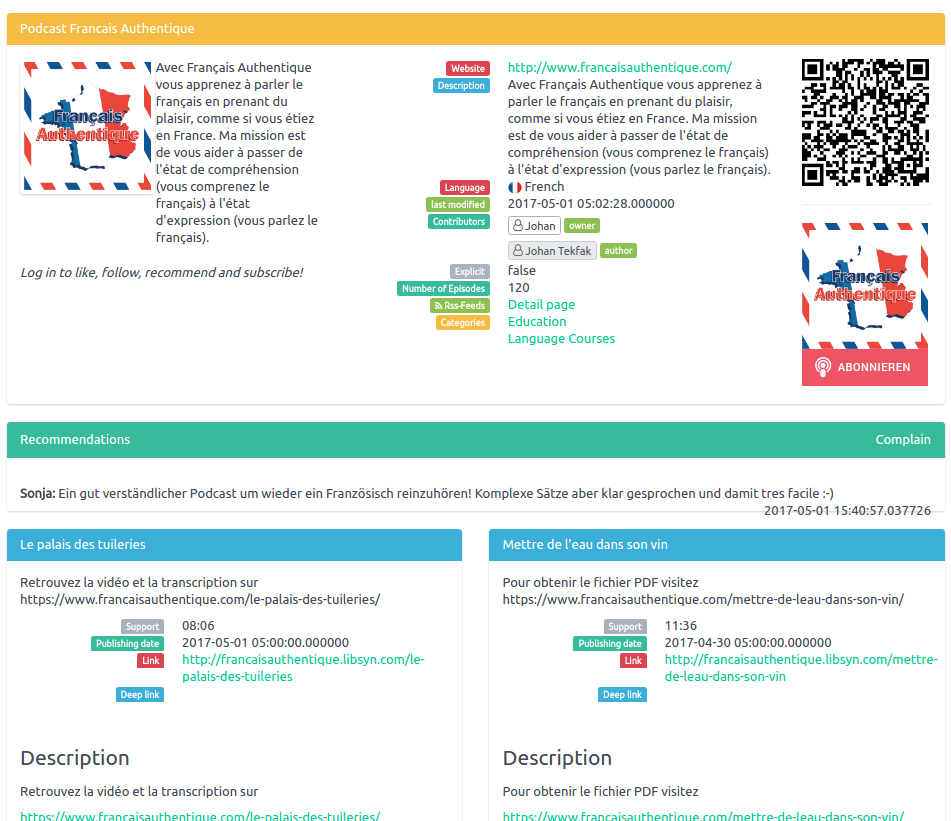 Podcast Francais Authentique
Français
Authentique
Avec Français Authentique
vous apprenez à parler le
français en prenant du
plaisir, comme si vous étiez
en France. Ma mission est
de vous aider à passer de
l'état de compréhension
(vous comprenez le
français) à l'état
d'expression (vous parlez le
français).
Log in to like, follow, recommend and subscribe!
Website
http://www.francaisauthentique.com/
Description
Avec Français Authentique vous apprenez à
parler le français en prenant du plaisir,
comme si vous étiez en France. Ma mission
est de vous aider à passer de l'état de
compréhension (vous comprenez le français)
à l'état d'expression (vous parlez le français).
Language
French
last modified
2017-05-01 05:02:28.000000
Contributors
Johan owner
Johan Tekfak author
Explicit
false
Number of Episodes
120
Rss-Feeds
Detail page
Categories
Education
Language Courses
Français
Authentique
ABONNIEREN
Recommendations
Complain
Sonja: Ein gut verständlicher Podcast um wieder ein Französisch reinzuhören! Komplexe Sätze aber klar gesprochen und damit tres facile :-)
2017-05-01 15:40:57.037726
Le palais des tuileries
Retrouvez la vidéo et la transcription sur
https://www.francaisauthentique.com/le-palais-des-tuileries/
Support
08:06
Publishing date
2017-05-01 05:00:00.000000
Link
http://francaisauthentique.libsyn.com/le-
palais-des-tuileries
Deep link
Description
Retrouvez la vidéo et la transcription sur
https://www.francaisauthentique.com/le-palais-des-tuileries/
Mettre de l'eau dans son vin
Pour obtenir le fichier PDF visitez
https://www.francaisauthentique.com/mettre-de-leau-dans-son-vin/
Support
11:36
Publishing date
2017-04-30 05:00:00.000000
Link
http://francaisauthentique.libsyn.com/mettre-
de-leau-dans-son-vin
Deep link
Description
Pour obtenir le fichier PDF visitez
https://www.francaisauthentique.com/mettre-de-leau-dans-son-vin/